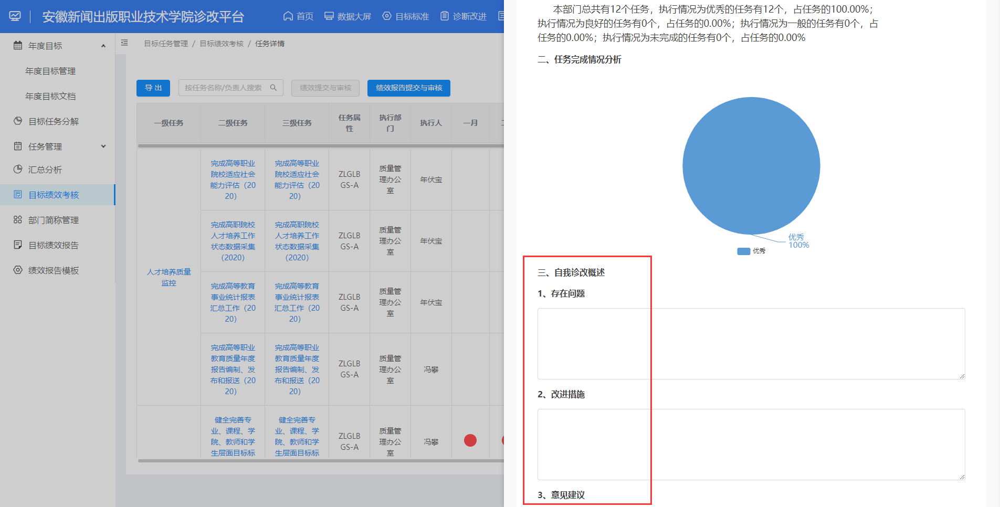 安徽新闻出版职业技术学院诊改平台
首页
数据大屏
目标标准
诊断改进
年度目标
年度目标管理
年度目标文档
目标任务分解
任务管理
汇总分析
目标绩效考核
部门简称管理
目标绩效报告
绩效报告模板
目标任务管理 / 目标绩效考核 / 任务详情
导 出
按任务名称/负责人搜索
绩效提交与审核
绩效报告提交与审核
一级任务
二级任务
三级任务
任务属
性
执行部
门
执行人
一月
人才培养质量
监控
完成高等职业
院校适应社会
能力评估（20
20）
完成高等职业
院校适应社会
能力评估（20
20）
ZLGLB
GS-A
质量管
理办公
室
年伏宝
完成高职院校
人才培养工作
状态数据采集
（2020）
完成高职院校
人才培养工作
状态数据采集
（2020）
ZLGLB
GS-A
质量管
理办公
室
年伏宝
完成高等教育
事业统计报表
汇总工作（20
20）
完成高等教育
事业统计报表
汇总工作（20
20）
ZLGLB
GS-A
质量管
理办公
室
年伏宝
完成高等职业
教育质量年度
报告编制、发
布和报送（20
20）
完成高等职业
教育质量年度
报告编制、发
布和报送（20
20）
ZLGLB
GS-A
质量管
理办公
室
冯攀
健全完善专
业、课程、学
院、教师和学
生层面目标标
健全完善专
业、课程、学
院、教师和学
生层面目标标
ZLGLB
GS-A
质量管
理办公
室
冯攀
本部门总共有12个任务，执行情况为优秀的任务有12个，占任务的100.00%；
执行情况为良好的任务有0个，占任务的0.00%；执行情况为一般的任务有0个，占
任务的0.00%；执行情况为未完成的任务有0个，占任务的0.00%
二、任务完成情况分析
优秀
100%
优秀
三、自我诊改概述
1、存在问题
2、改进措施
3、意见建议